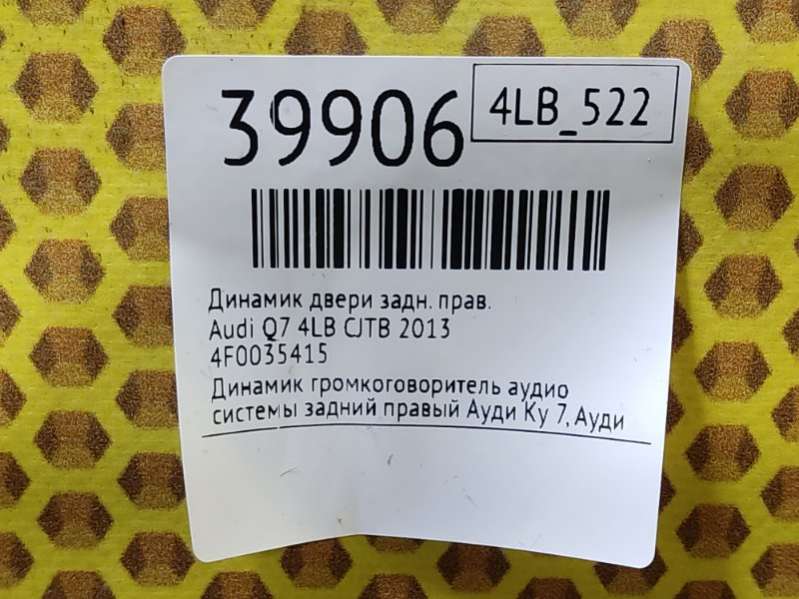 39906
4LB_522
Динамик двери задн. прав.
Audi Q7 4LB CJTB 2013
4F0035415
Динамик громкоговоритель аудио
системы задний правый Ауди Ку 7, Ауди